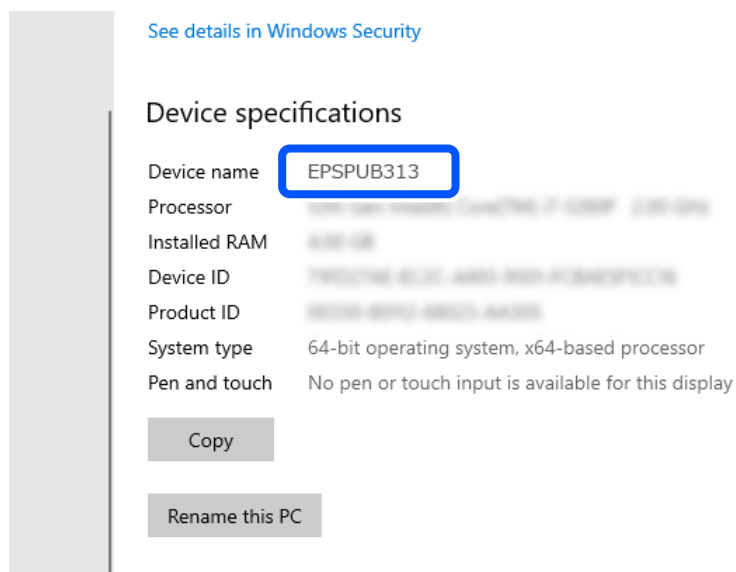 See details in Windows Security
Device specifications
Device name EPSPUB313
Processor
Installed RAM
Device ID
Product ID
System type 64-bit operating system, x64-based processor
Pen and touch No pen or touch input is available for this display
Copy
Rename this PC